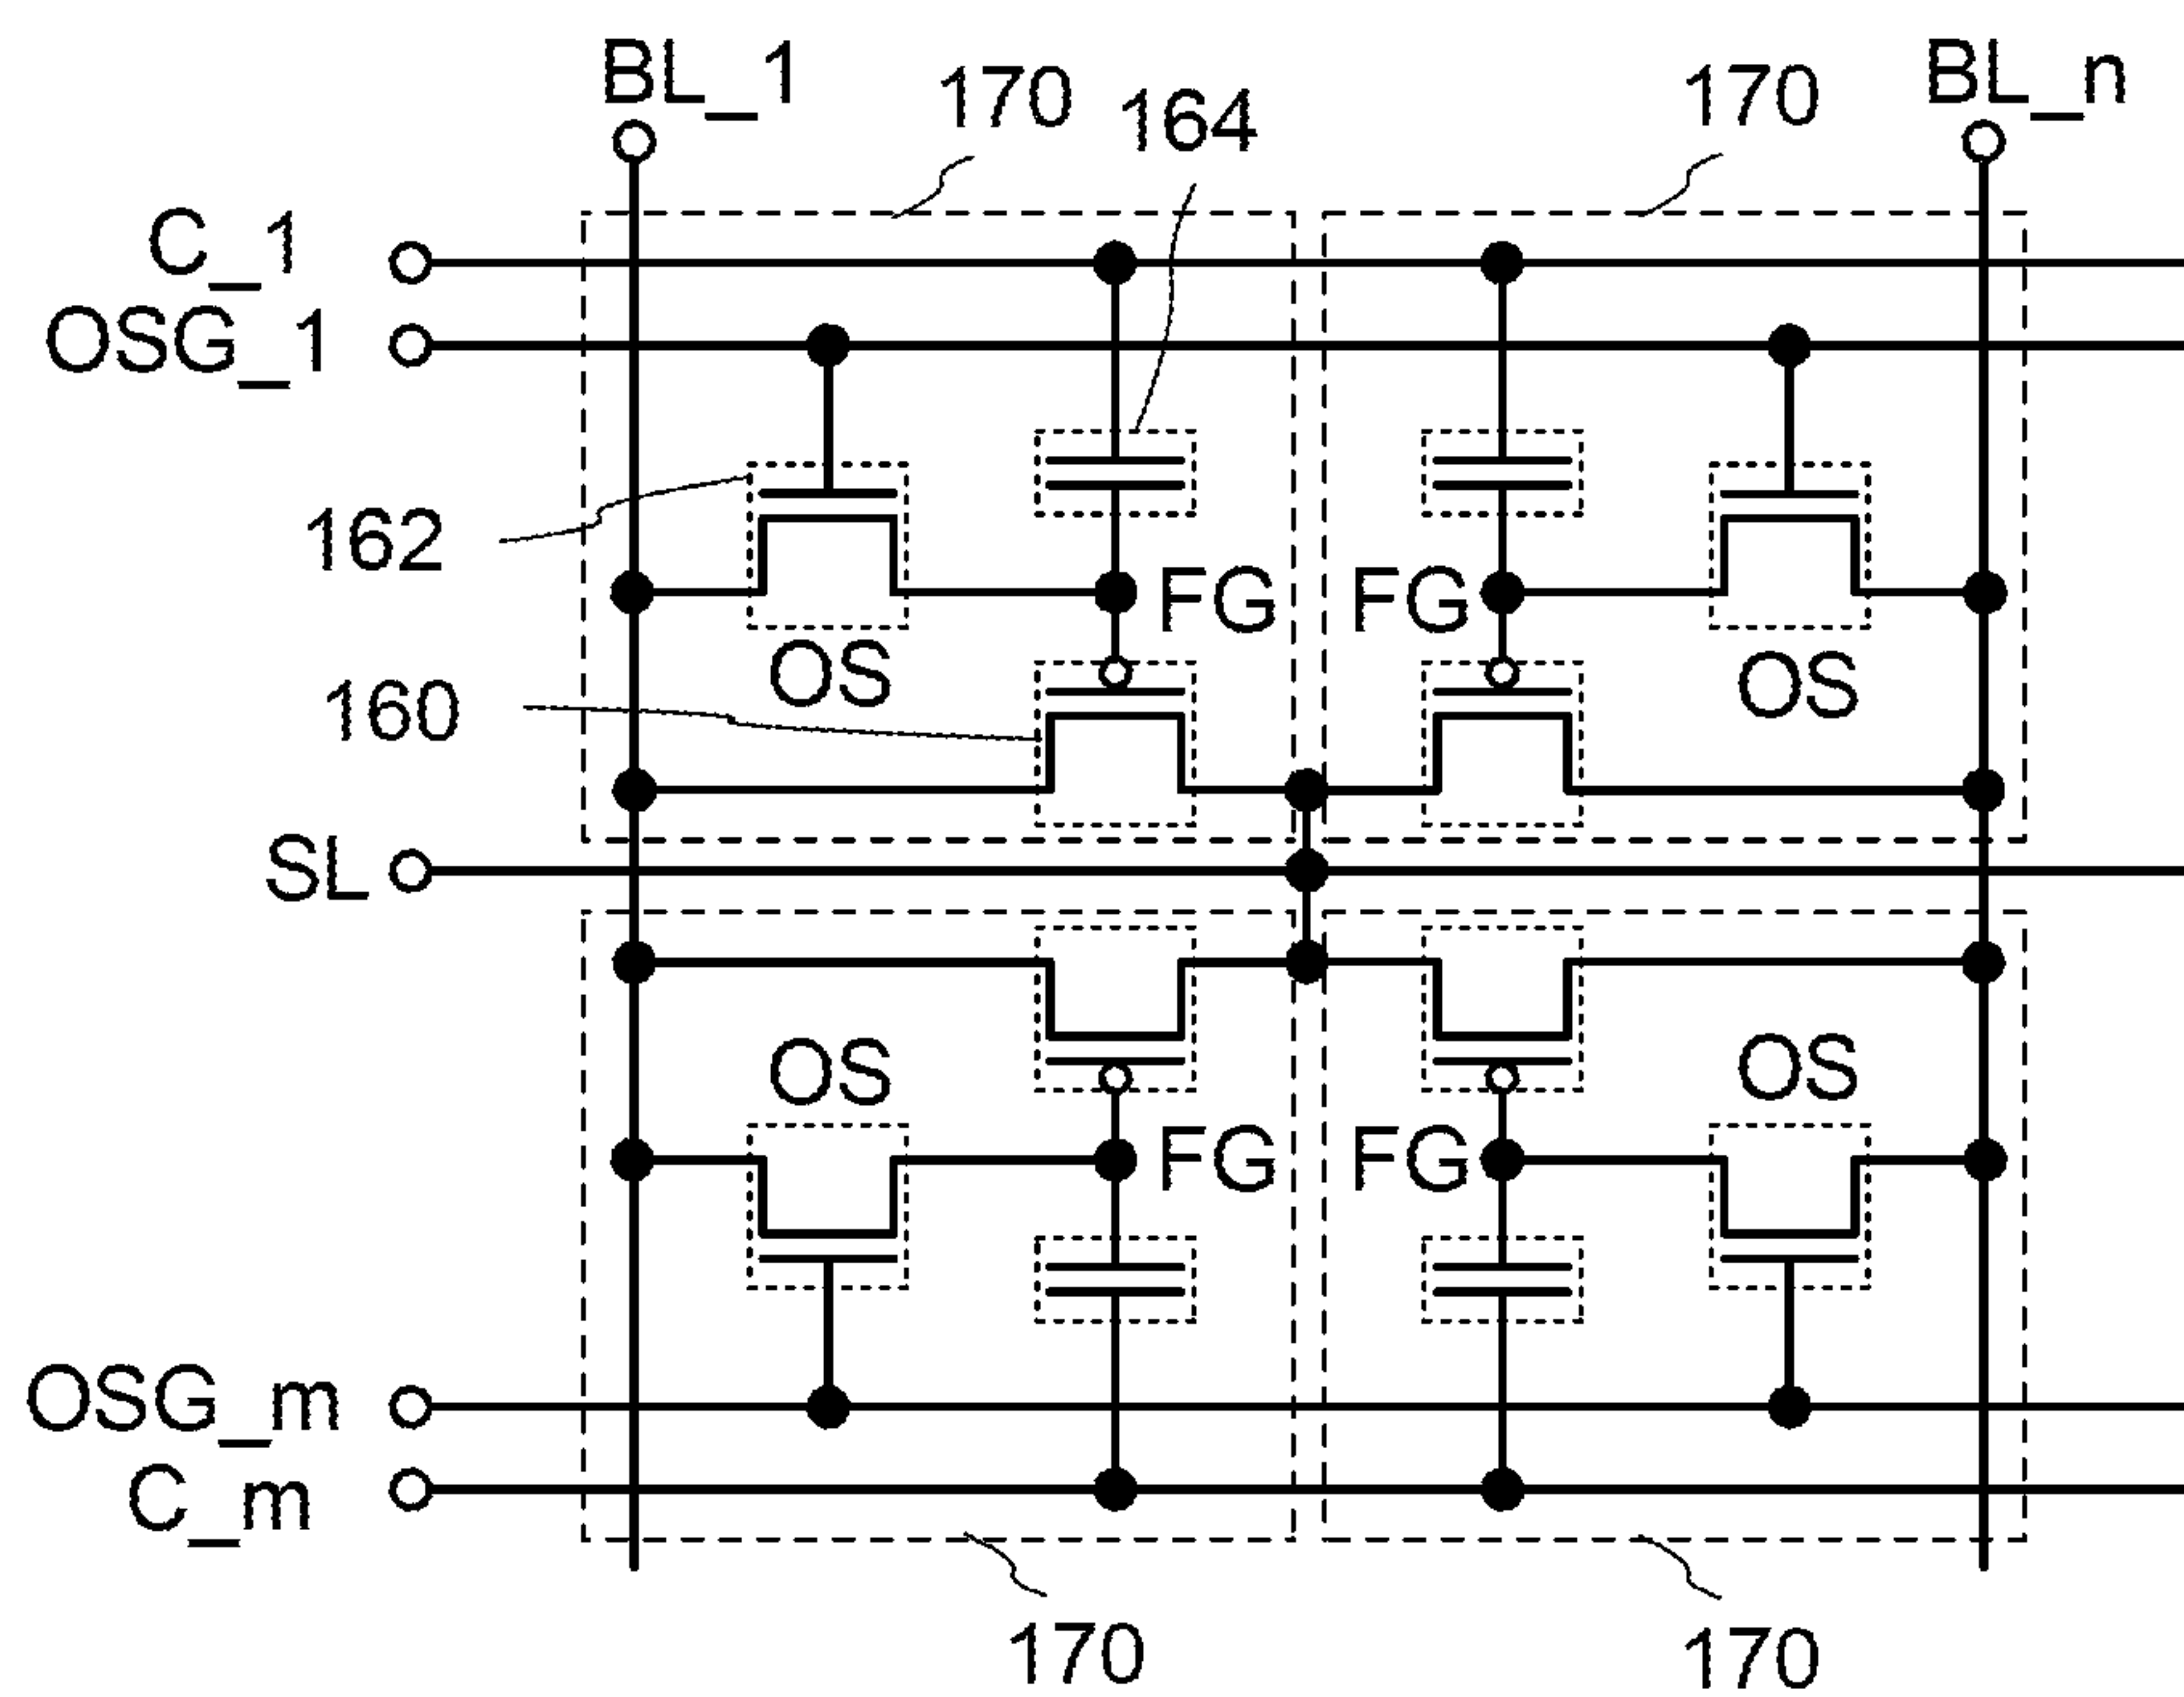 BL_1
170
164
170
BL_n
C_1
OSG_1
162
FG
FG
OS
OS
160
SL
OS
OS
FG
FG
OSG_m
C_m
170
170